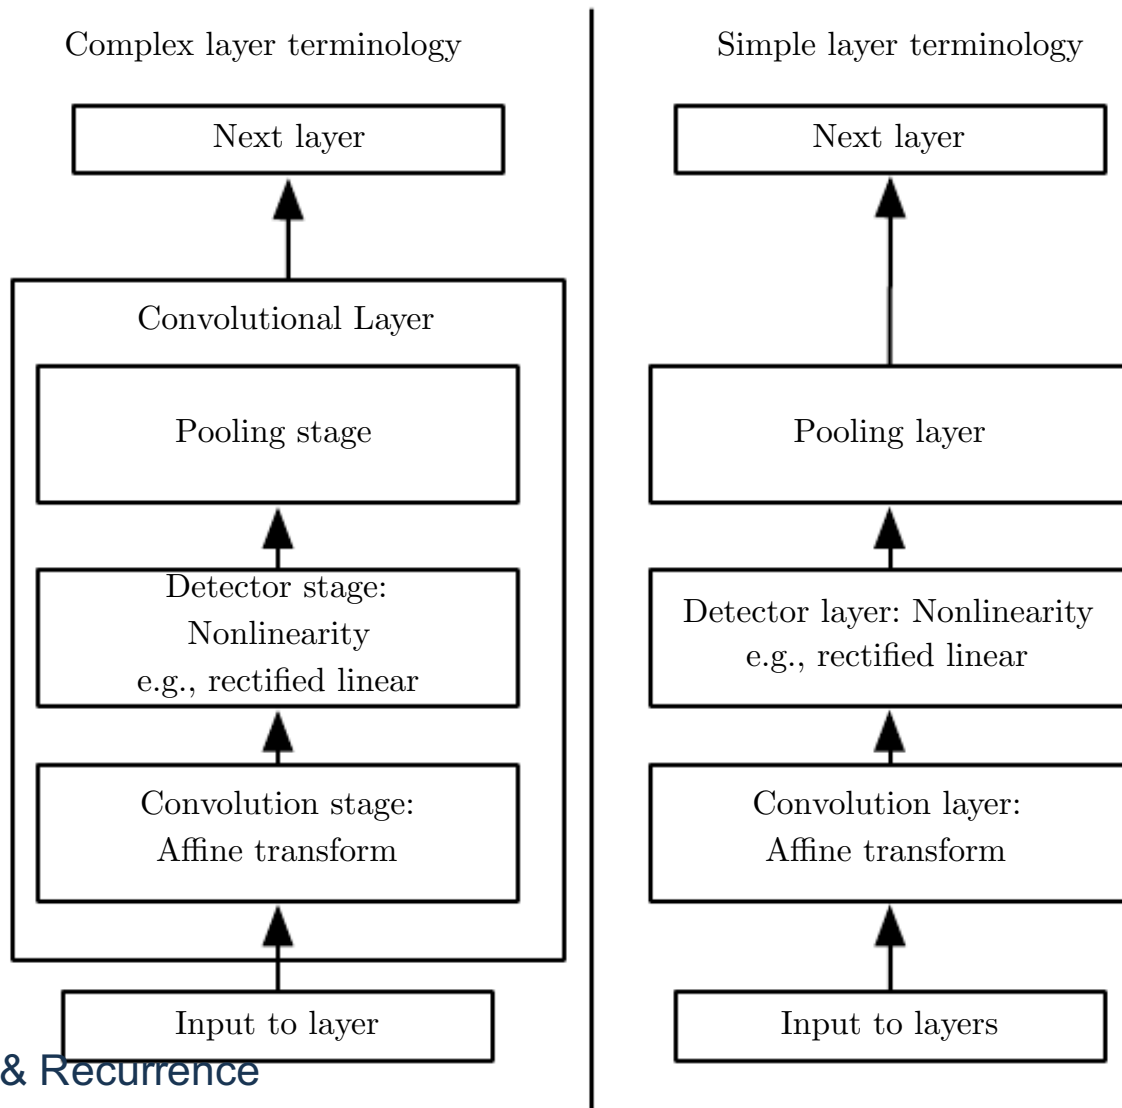 Complex layer terminology
Next layer
Convolutional Layer
Pooling stage
Detector stage:
Nonlinearity
e.g., rectified linear
Convolution stage:
Affine transform
Input to layer
& Recurrence
Simple layer terminology
Next layer
Pooling layer
Detector layer: Nonlinearity
e.g., rectified linear
Convolution layer:
Affine transform
Input to layers